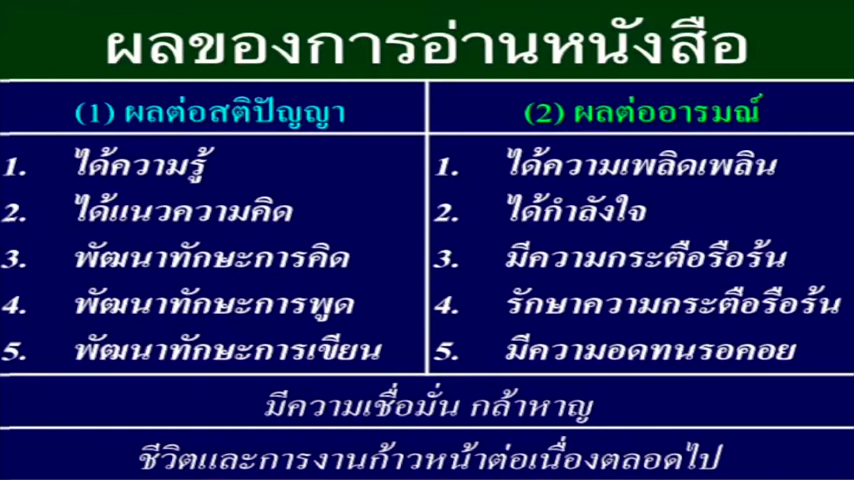 ผลของการอ่านหนังสือ
(1) ผลต่อสติปัญญา
(2) ผลต่ออารมณ์
1. ได้ความรู้
2. ได้แนวความคิด
3. พัฒนาทักษะการคิด
4. พัฒนาทักษะการพูด
5. พัฒนาทักษะการเขียน
1. ได้ความเพลิดเพลิน
2. ได้กำลังใจ
3. มีความกระตือรือร้น
4. รักษาความกระตือรือร้น
5. มีความอดทนรอคอย
มีความเชื่อมั่น กล้าหาญ
ชีวิตและการงานก้าวหน้าต่อเนื่องตลอดไป